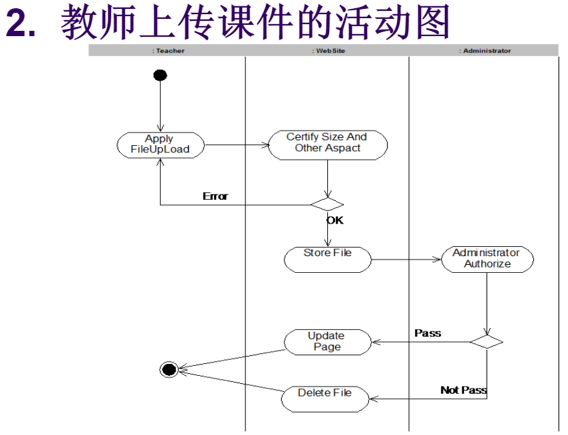 2. 教师上传课件的活动图
: Teacher
: WebSite
: Administrator
Apply
FileUpLoad
Certify Size And
Other Aspact
Error
OK
Store File
Administrator
Authorize
Update
Page
Pass
Delete File
Not Pass